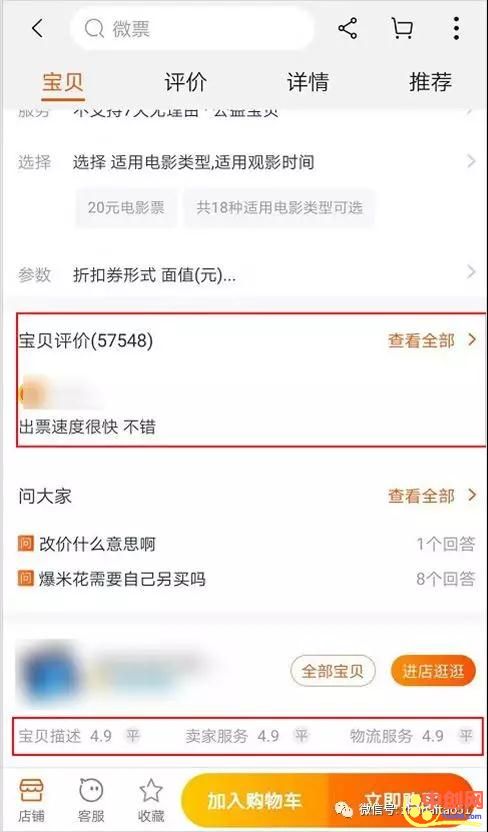 微票
宝贝 评价 详情 推荐
服务 不支持7天无理由·公益宝贝
选择 选择 适用电影类型,适用观影时间
20元电影票 共18种适用电影类型可选
参数 折扣券形式 面值(元)...
宝贝评价(57548) 查看全部
出票速度很快 不错
问大家 查看全部
问 改价什么意思啊 1个回答
问 爆米花需要自己另买吗 8个回答
全部宝贝 进店逛逛
宝贝描述 4.9 平 卖家服务 4.9 平 物流服务 4.9 平
店铺 客服 收藏 加入购物车 立即购买
微信号: